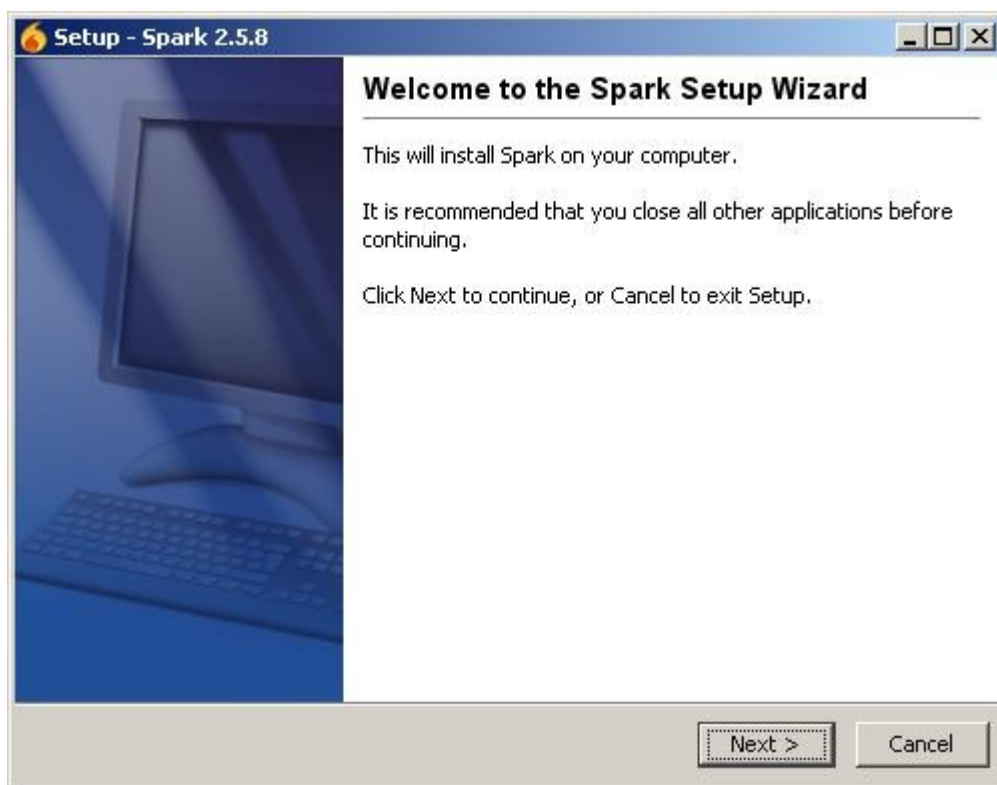 Setup - Spark 2.5.8
Welcome to the Spark Setup Wizard
This will install Spark on your computer.
It is recommended that you close all other applications before
continuing.
Click Next to continue, or Cancel to exit Setup.
Next >
Cancel